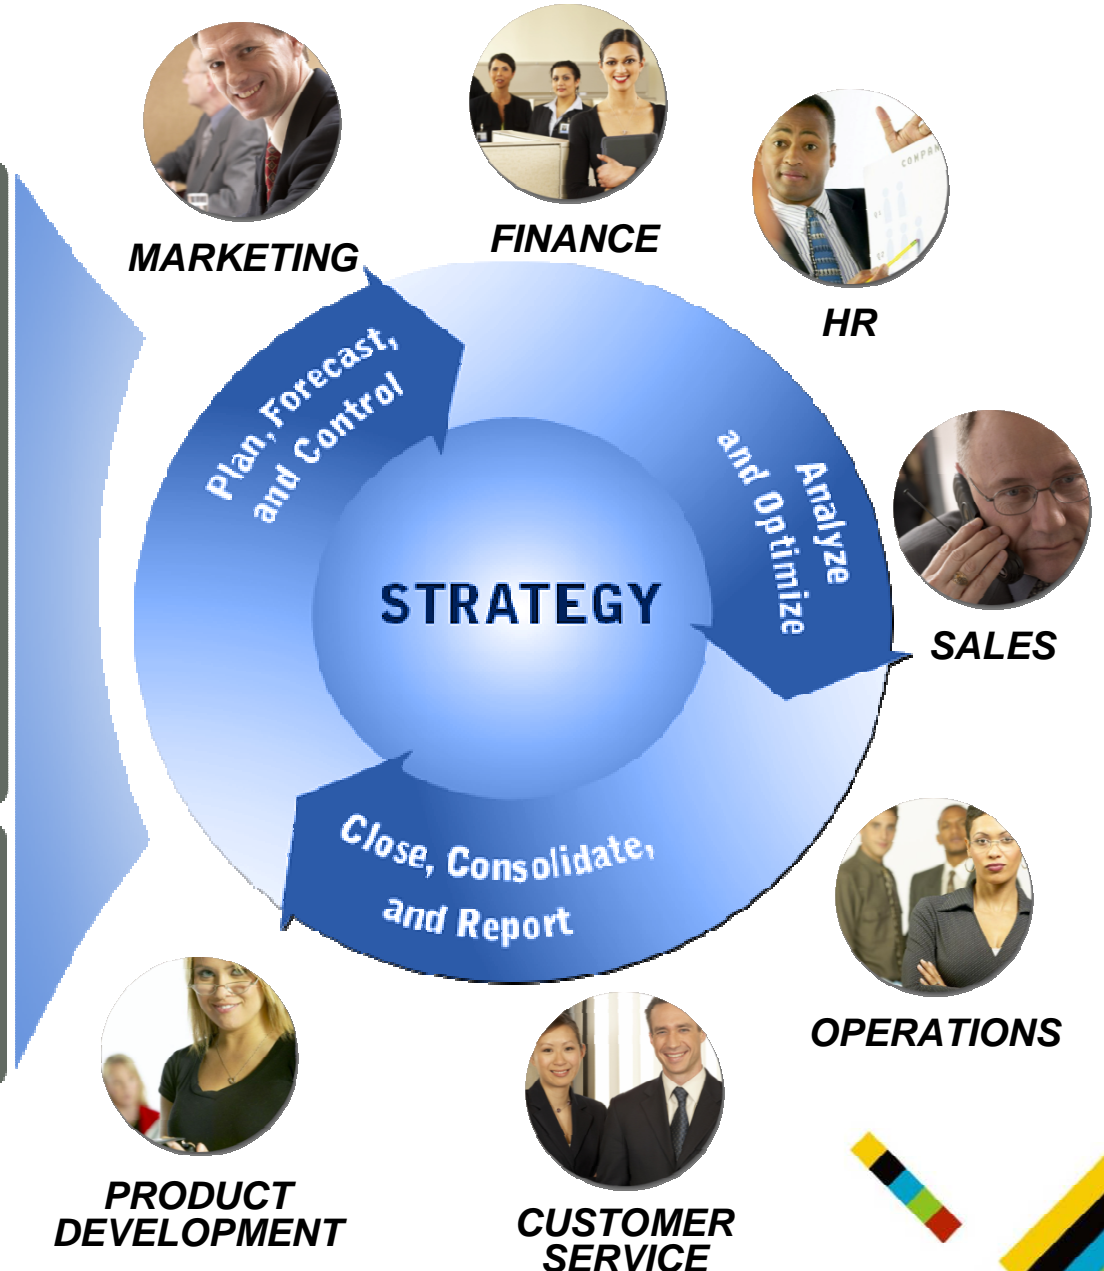 MARKETING
FINANCE
HR
Plan, Forecast,
and Control
Analyze
and Optimize
STRATEGY
SALES
Close, Consolidate,
and Report
OPERATIONS
PRODUCT
DEVELOPMENT
CUSTOMER
SERVICE